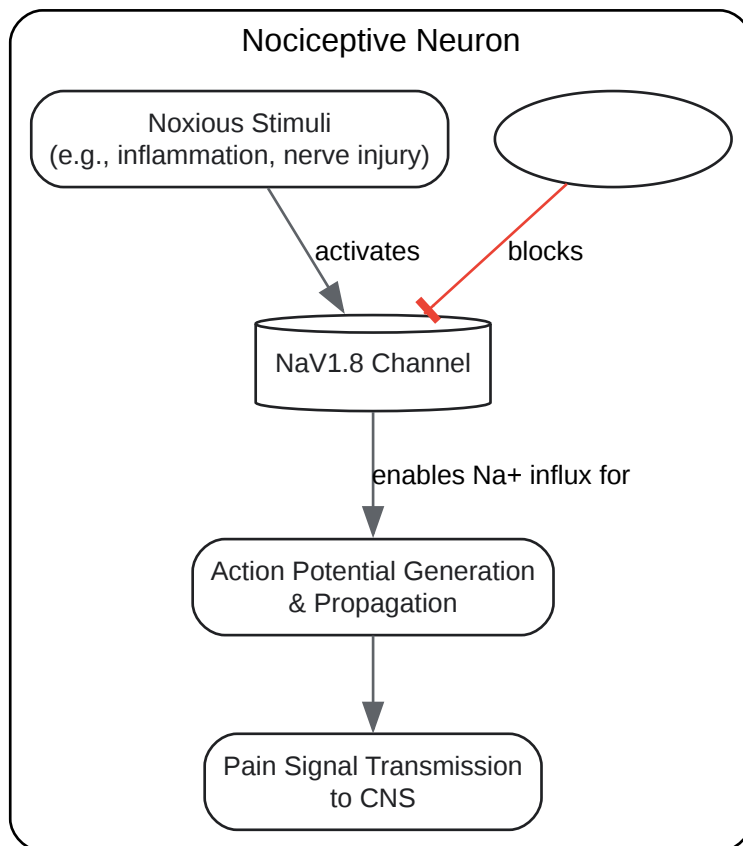 Nociceptive Neuron
Noxious Stimuli
(e.g., inflammation, nerve injury)
activates
blocks
NaV1.8 Channel
enables Na+ influx for
Action Potential Generation
& Propagation
Pain Signal Transmission
to CNS